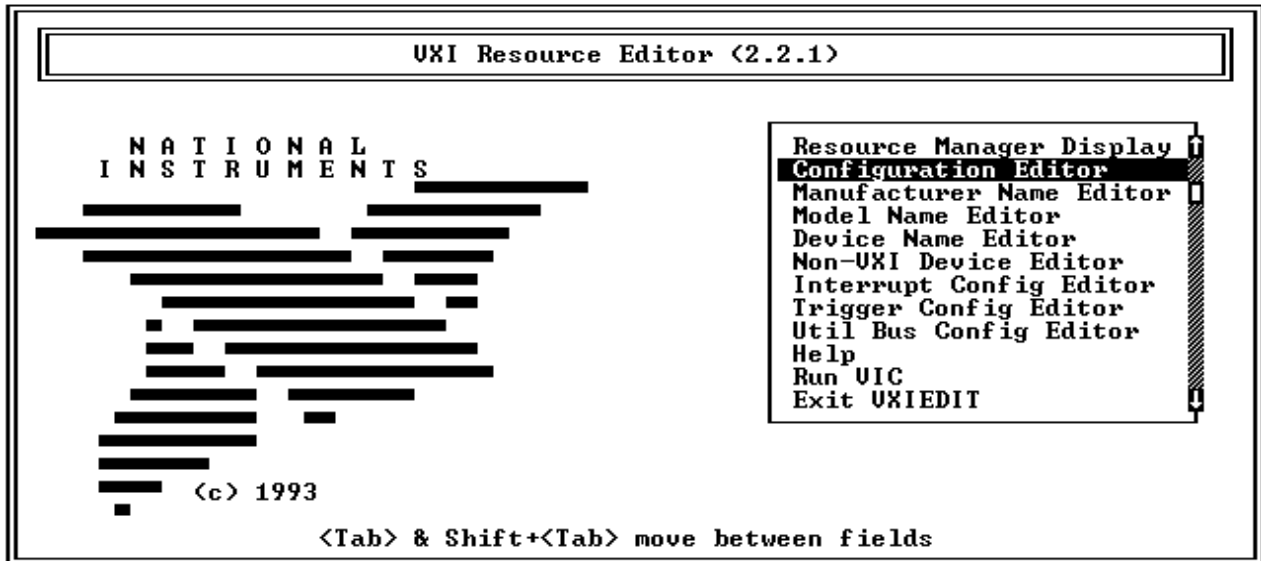 VXI Resource Editor (2.2.1)
N A T I O N A L
I N S T R U M E N T S
Resource Manager Display
Configuration Editor
Manufacturer Name Editor
Model Name Editor
Device Name Editor
Non-VXI Device Editor
Interrupt Config Editor
Trigger Config Editor
Util Bus Config Editor
Help
Run VIC
Exit VXIEDIT
(c) 1993
<Tab> & Shift+<Tab> move between fields